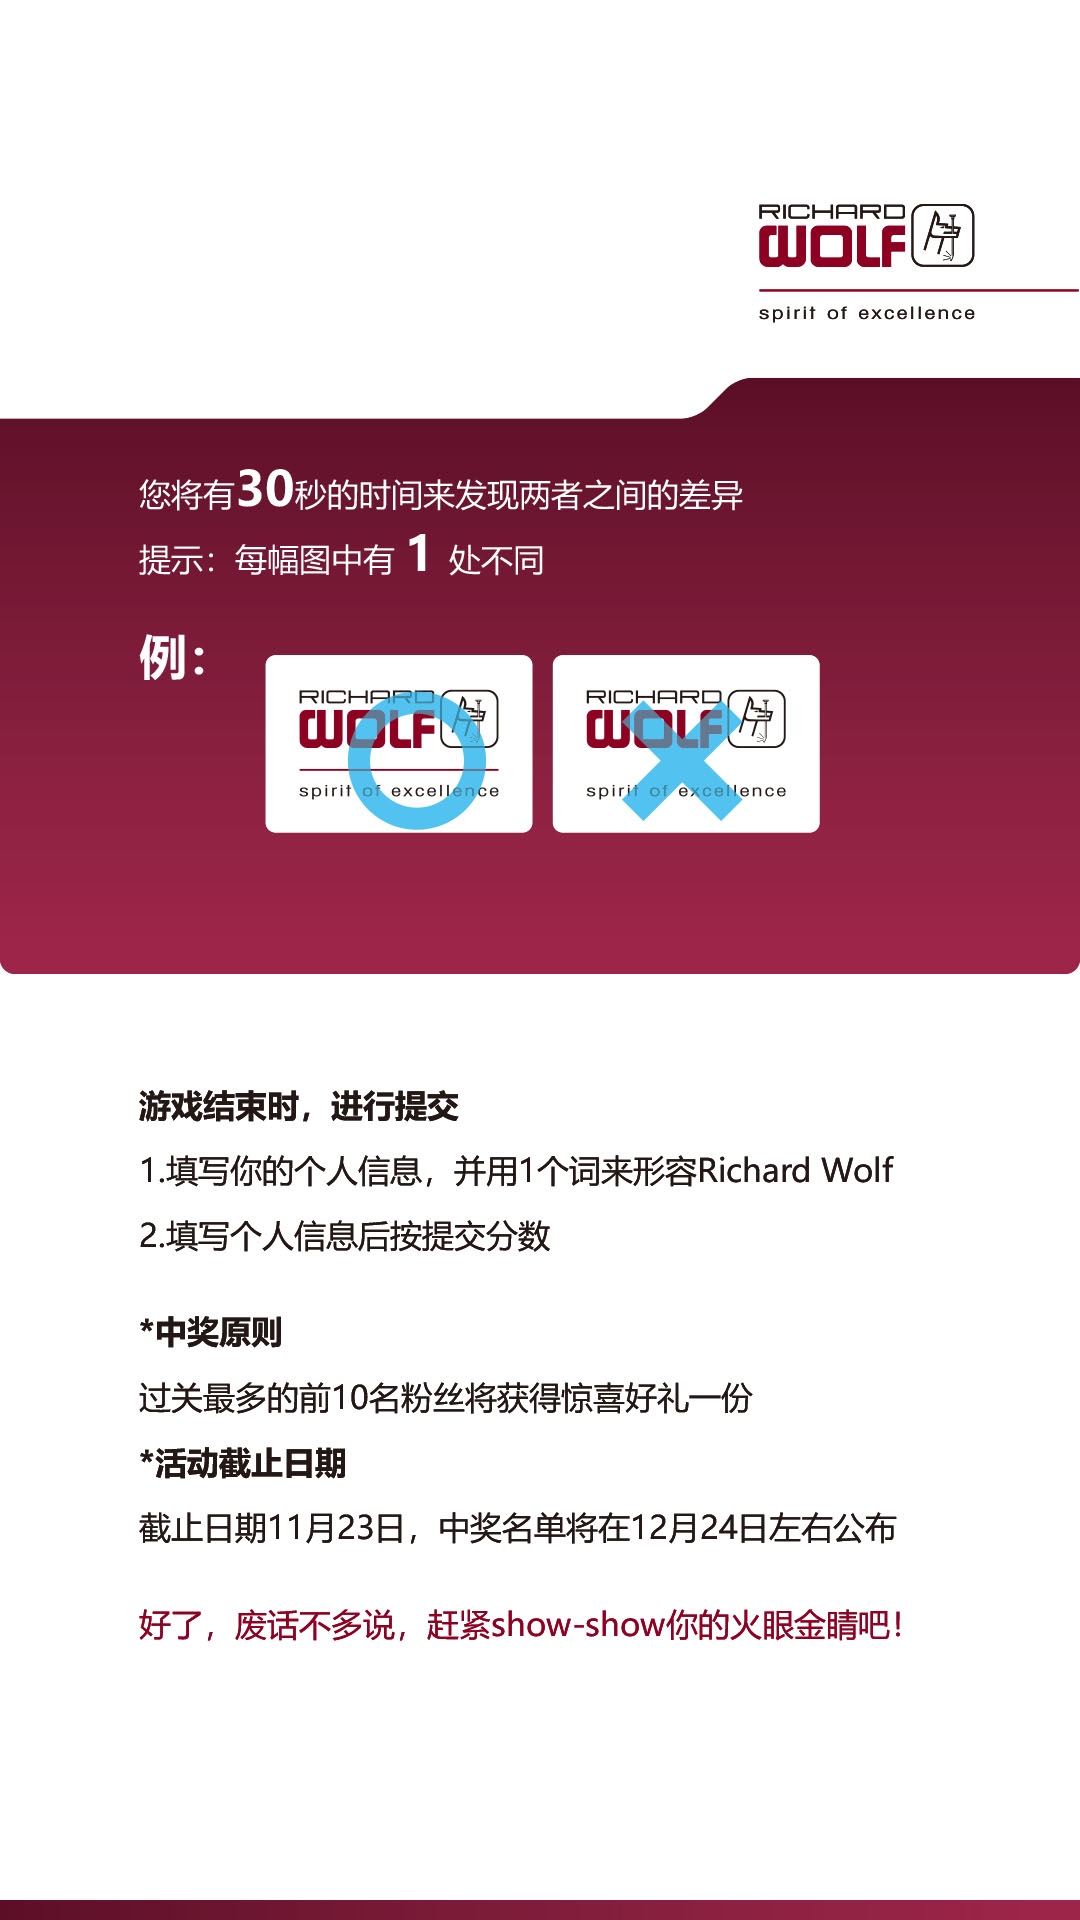 RICHARD
WOLF
spirit of excellence
您将有30秒的时间来发现两者之间的差异
提示：每幅图中有 1 处不同
例：
RICHARD
WOLF
spirit of excellence
RICHARD
WOLF
spirit of excellence
游戏结束时，进行提交
1.填写你的个人信息，并用1个词来形容Richard Wolf
2.填写个人信息后按提交分数
*中奖原则
过关最多的前10名粉丝将获得惊喜好礼一份
*活动截止日期
截止日期11月23日，中奖名单将在12月24日左右公布
好了，废话不多说，赶紧show-show你的火眼金睛吧！